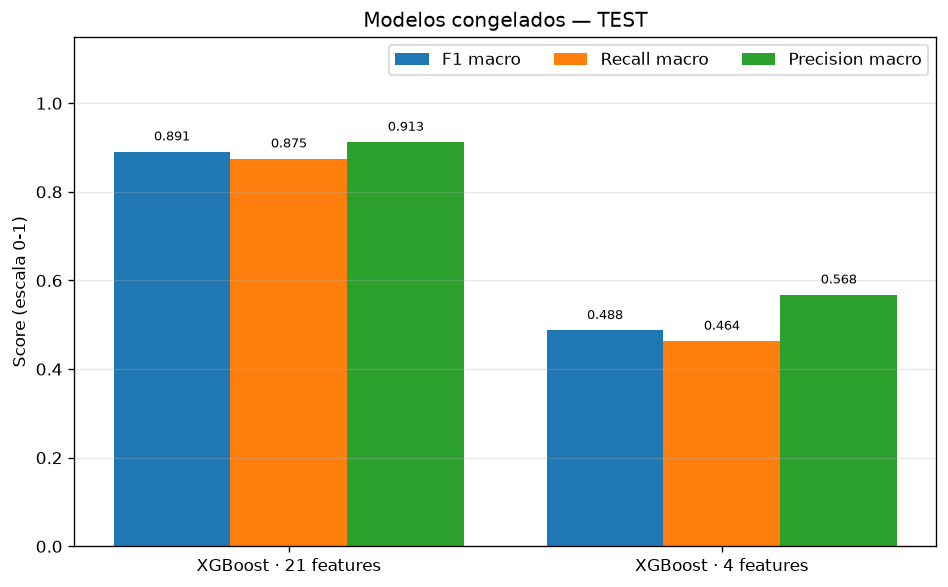 Modelos congelados — TEST
F1 macro Recall macro Precision macro
Score (escala 0-1)
1.0
0.8
0.6
0.4
0.2
0.0
0.891
0.875
0.913
0.488
0.464
0.568
XGBoost · 21 features
XGBoost · 4 features